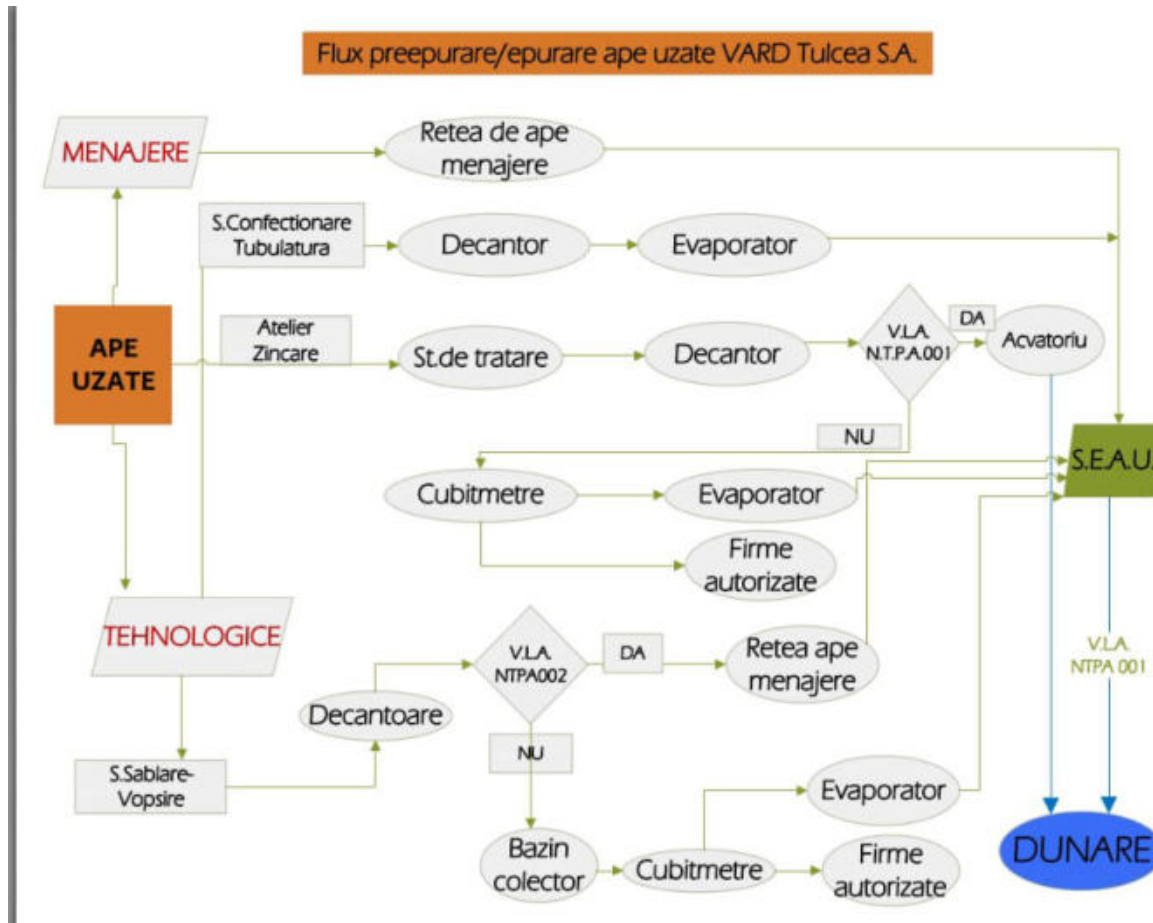 Flux preepurare/epurare ape uzate VARD Tulcea S.A.
MENAJERE
Retea de ape
menajere
S.Confectionare
Tubulatura
Decantor
Evaporator
APE
UZATE
Atelier
Zincare
St.de tratare
Decantor
V.L.A.
N.T.P.A.001
DA
Acvatoriu
NU
S.E.A.U.
Cubitmetre
Evaporator
Firme
autorizate
TEHNOLOGICE
V.L.A.
NTPA002
DA
Retea ape
menajere
V.L.A.
NTPA 001
Decantoare
NU
S.Sablare-
Vopsire
Evaporator
Bazin
colector
Cubitmetre
Firme
autorizate
DUNARE